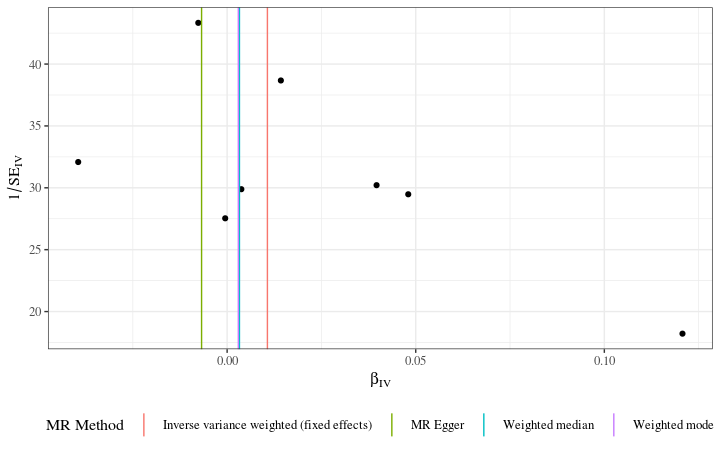 40
35
30
25
20
1/SE_IV
0.00 0.05 0.10
β_IV
MR Method Inverse variance weighted (fixed effects) MR Egger Weighted median Weighted mode